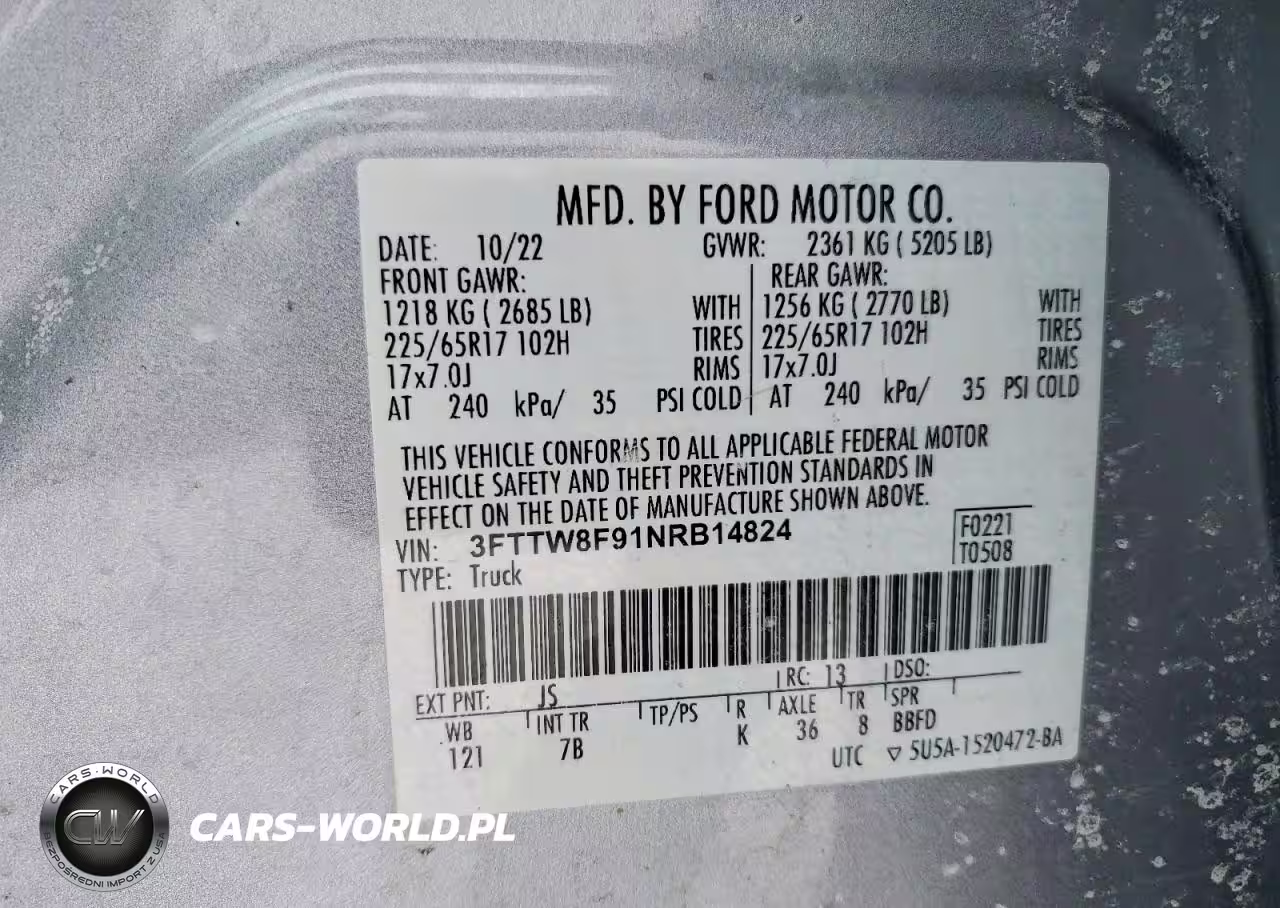 MFD. BY FORD MOTOR CO.
DATE: 10/22 GVWR: 2361 KG ( 5205 LB)
FRONT GAWR: REAR GAWR:
1218 KG ( 2685 LB) WITH 1256 KG ( 2770 LB) WITH
225/65R17 102H TIRES 225/65R17 102H TIRES
17x7.0J RIMS 17x7.0J RIMS
AT 240 kPa/ 35 PSI COLD AT 240 kPa/ 35 PSI COLD
THIS VEHICLE CONFORMS TO ALL APPLICABLE FEDERAL MOTOR
VEHICLE SAFETY AND THEFT PREVENTION STANDARDS IN
EFFECT ON THE DATE OF MANUFACTURE SHOWN ABOVE.
VIN: 3FTTW8F91NRB14824 F0221
TYPE: Truck T0508
EXT PNT: JS RC: 13 DSO:
WB INT TR TP/PS R AXLE TR SPR
121 7B K 36 8 BBFD
UTC ▽ 5U5A-1520472-BA
CARS-WORLD
CW
BEZPOŚREDNI IMPORT Z USA
CARS-WORLD.PL